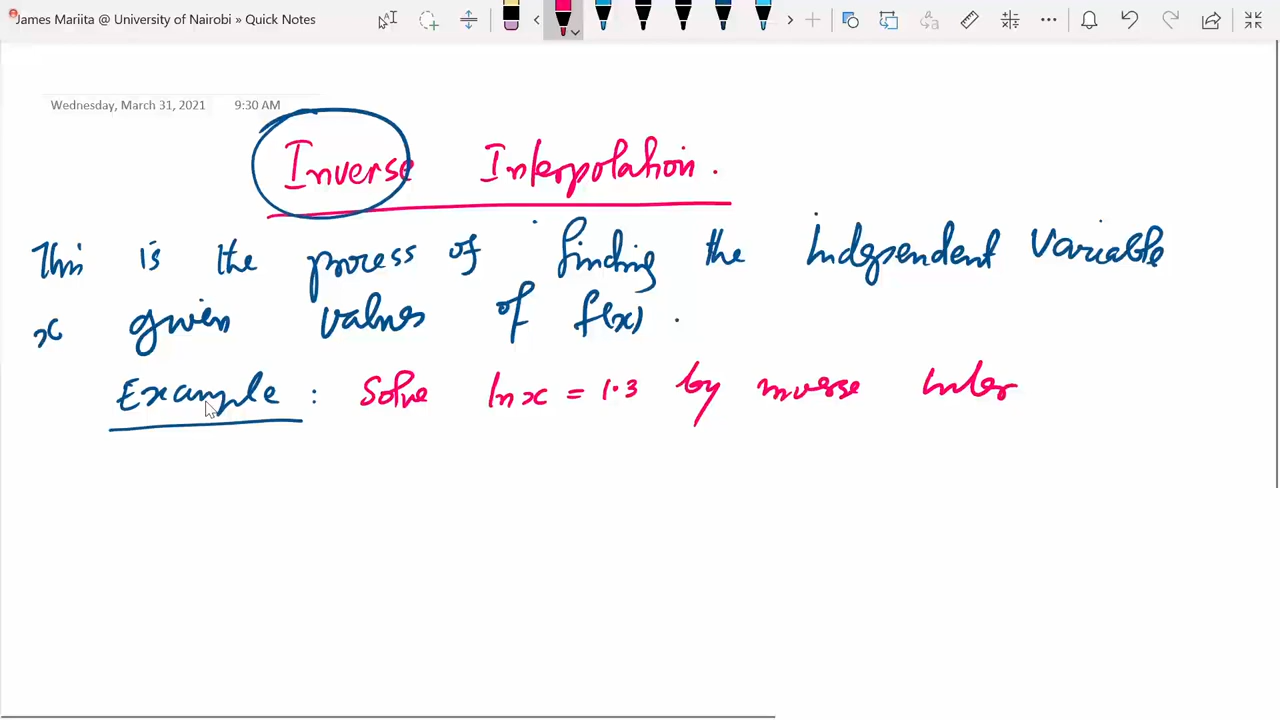 James Mariita @ University of Nairobi » Quick Notes
Wednesday, March 31, 2021 9:30 AM
Inverse Interpolation.
This is the process of finding the independent variable
x given values of f(x).
Example: Solve ln x = 1.3 by inverse inter